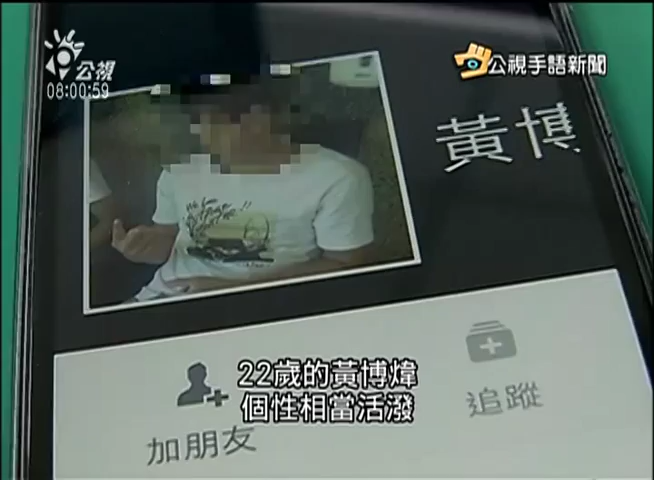 公視
公視手語新聞
08:00:59
黃博
22歲的黃博煒
個性相當活潑
加朋友
追蹤